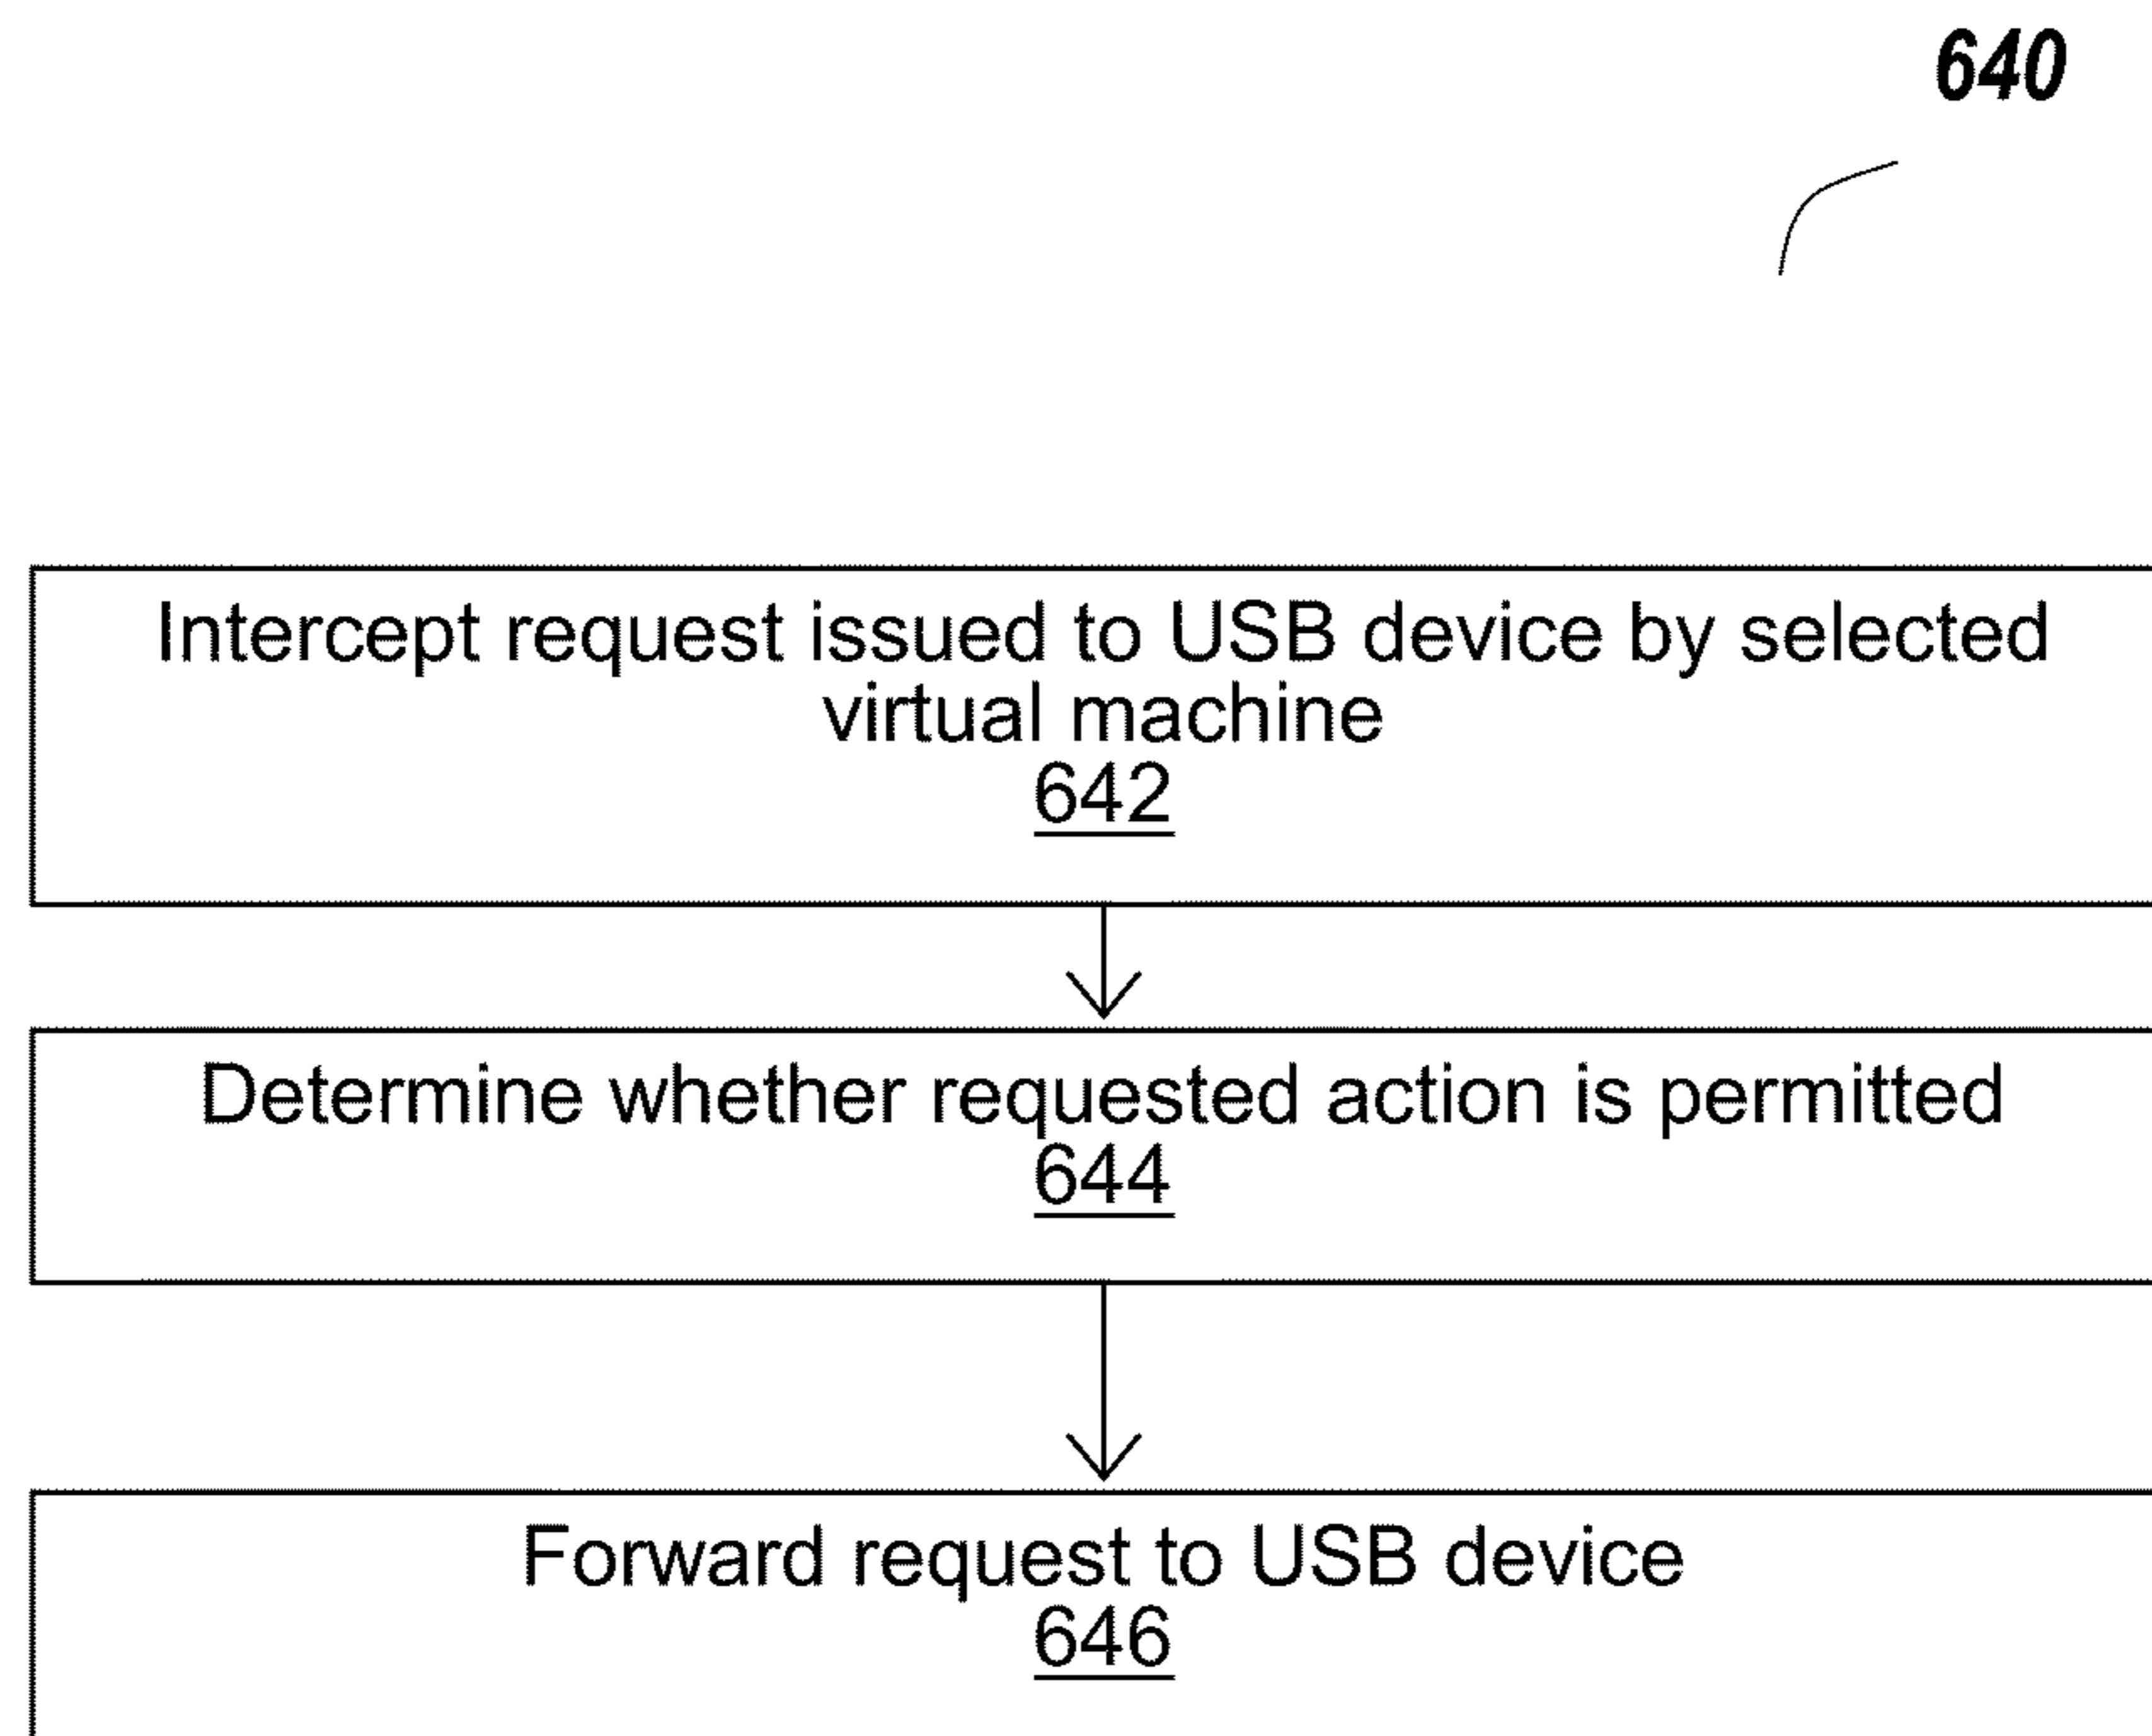 640
Intercept request issued to USB device by selected
virtual machine
642
Determine whether requested action is permitted
644
Forward request to USB device
646